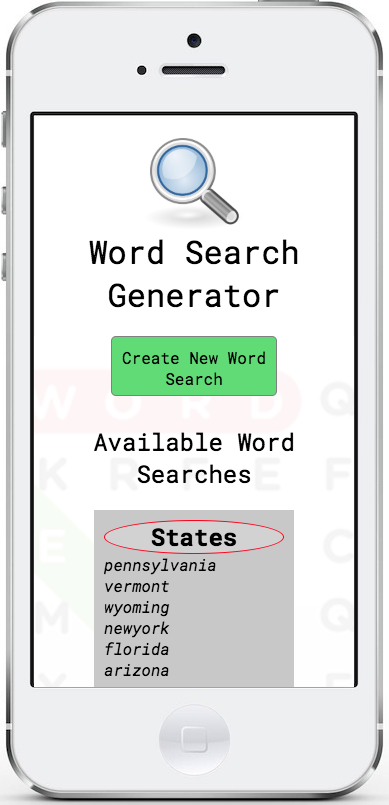 Word Search
Generator
Create New Word
Search
W O R D Q
Available Word
Searches
K R F E F
States
E C
pennsylvania
vermont
wyoming
M Q
newyork
florida
arizona